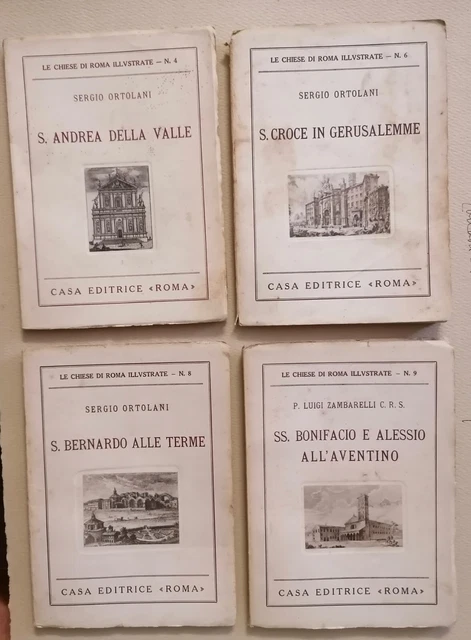 LE CHIESE DI ROMA ILLVSTRATE — N. 4
SERGIO ORTOLANI
S. ANDREA DELLA VALLE
CASA EDITRICE «ROMA»
LE CHIESE DI ROMA ILLVSTRATE — N. 6
SERGIO ORTOLANI
S. CROCE IN GERUSALEMME
CASA EDITRICE «ROMA»
LE CHIESE DI ROMA ILLVSTRATE — N. 8
SERGIO ORTOLANI
S. BERNARDO ALLE TERME
CASA EDITRICE «ROMA»
LE CHIESE DI ROMA ILLVSTRATE — N. 9
P. LUIGI ZAMBARELLI C. R. S.
SS. BONIFACIO E ALESSIO
ALL'AVENTINO
CASA EDITRICE «ROMA»